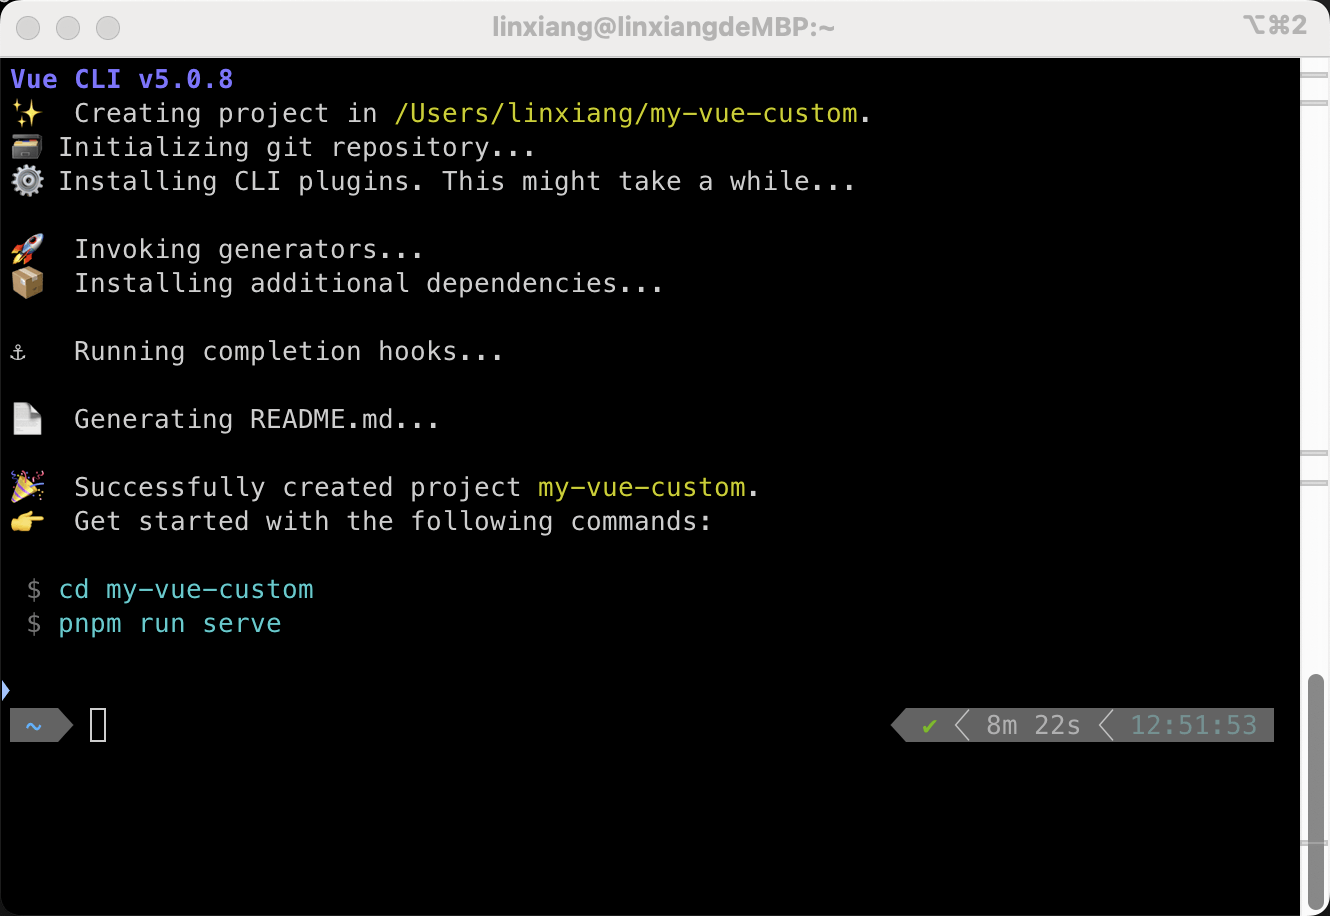 linxiang@linxiangdeMBP:~
⌥⌘2
Vue CLI v5.0.8
✨  Creating project in /Users/linxiang/my-vue-custom.
🗃 Initializing git repository...
⚙️ Installing CLI plugins. This might take a while...
🚀  Invoking generators...
📦  Installing additional dependencies...
⚓  Running completion hooks...
📄  Generating README.md...
🎉  Successfully created project my-vue-custom.
👉  Get started with the following commands:
$ cd my-vue-custom
$ pnpm run serve
~ ✔ 8m 22s 12:51:53